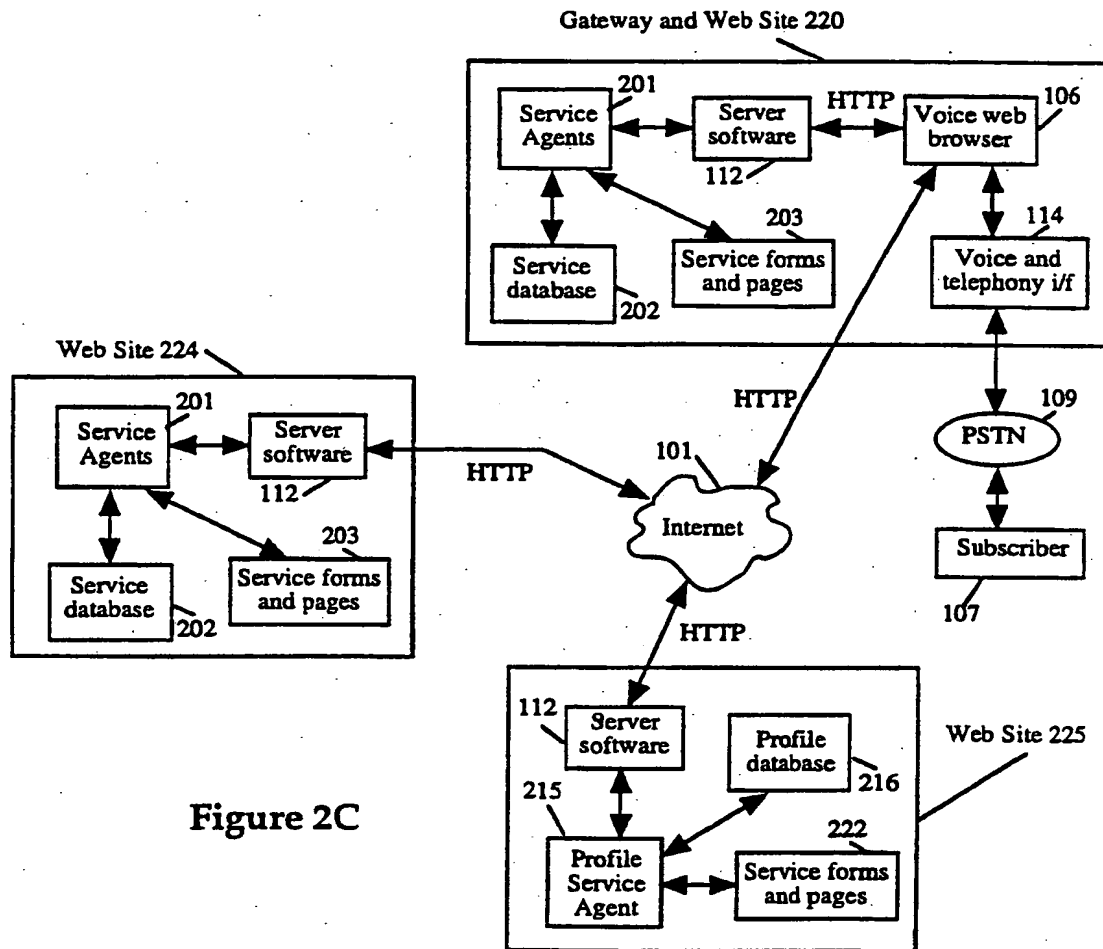 Gateway and Web Site 220
201
Service
Agents
Server
software
112
HTTP
Voice web
browser
106
114
Voice and
telephony i/f
Service
database
202
203
Service forms
and pages
Web Site 224
201
Service
Agents
Server
software
112
HTTP
Service
database
202
203
Service forms
and pages
HTTP
101
Internet
109
PSTN
Subscriber
107
HTTP
112
Server
software
Profile
database
216
Web Site 225
215
Profile
Service
Agent
222
Service forms
and pages
Figure 2C